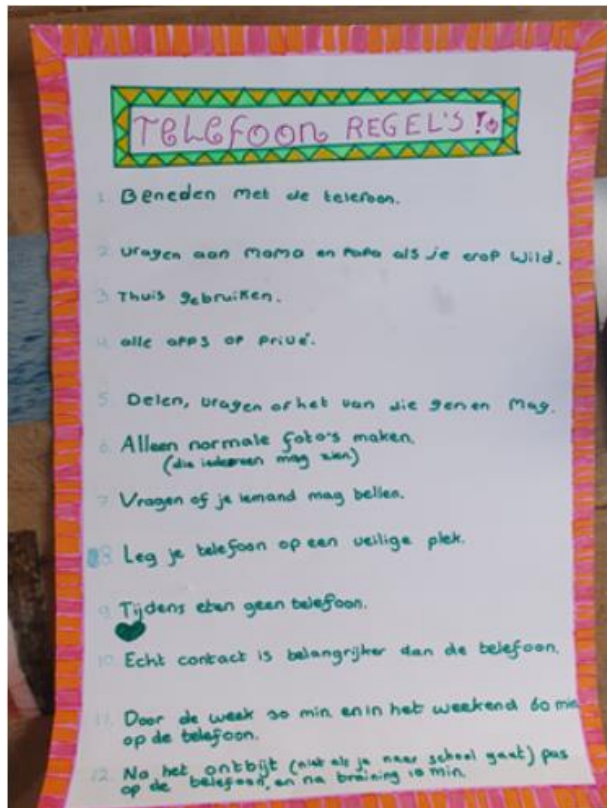 TELEFOON REGEL'S !
1. Beneden met de telefoon.
2. vragen aan mama en papa als je erop wild.
3. Thuis gebruiken.
4. alle apps op privé.
5. Delen, vragen of het van die genen mag.
6. Alleen normale foto's maken.
(die iedereen mag zien)
7. Vragen of je iemand mag bellen.
8. Leg je telefoon op een veilige plek.
9. Tijdens eten geen telefoon.
10. Echt contact is belangrijker dan de telefoon.
11. Door de week 30 min en in het weekend 60 min
op de telefoon.
12. Na het ontbijt (niet als je naar school gaat) pas
op de telefoon, en na training 10 min.